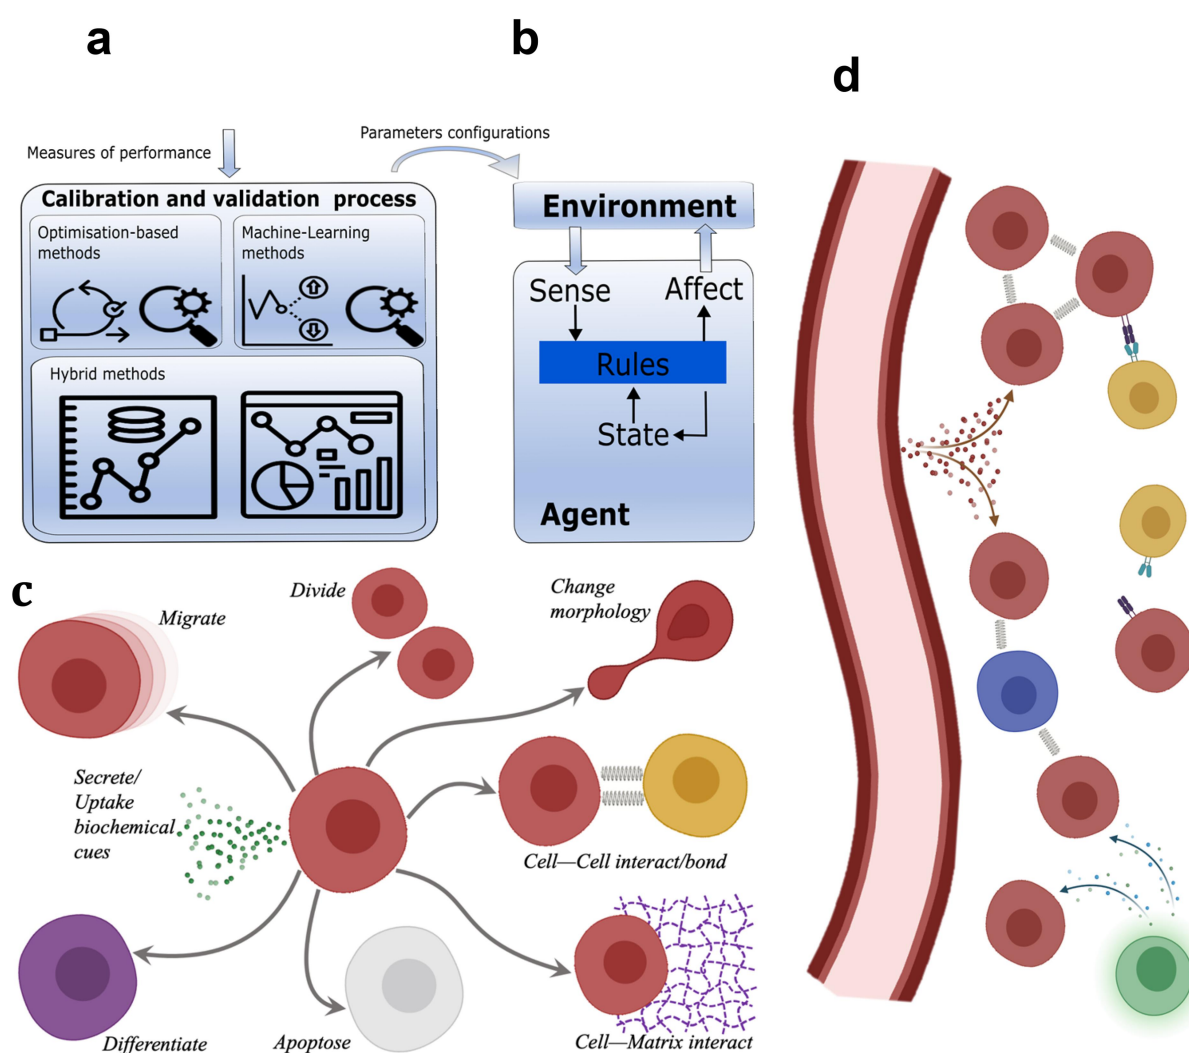 a
b
d
Measures of performance
Parameters configurations
Calibration and validation process
Optimisation-based
methods
Machine-Learning
methods
Hybrid methods
Environment
Sense
Affect
Rules
State
Agent
c
Migrate
Divide
Change
morphology
Secrete/
Uptake
biochemical
cues
Cell—Cell interact/bond
Differentiate
Apoptose
Cell—Matrix interact